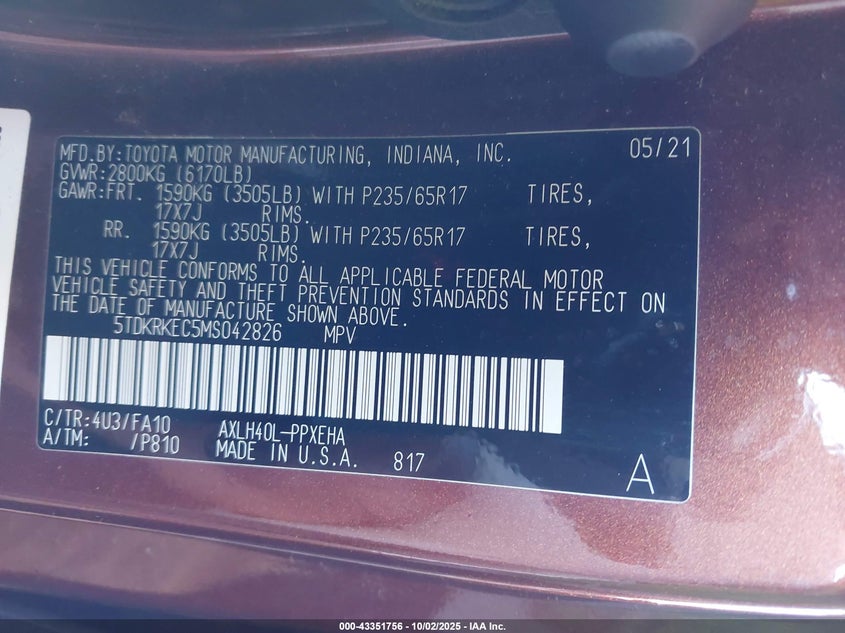 MFD.BY:TOYOTA MOTOR MANUFACTURING, INDIANA, INC. 05/21
GVWR:2800KG (6170LB)
GAWR:FRT. 1590KG (3505LB) WITH P235/65R17 TIRES,
17X7J RIMS.
RR. 1590KG (3505LB) WITH P235/65R17 TIRES,
17X7J RIMS.
THIS VEHICLE CONFORMS TO ALL APPLICABLE FEDERAL MOTOR
VEHICLE SAFETY AND THEFT PREVENTION STANDARDS IN EFFECT ON
THE DATE OF MANUFACTURE SHOWN ABOVE.
5TDKRKEC5MS042826 MPV
C/TR:4U3/FA10 AXLH40L-PPXEHA
A/TM: /P810 MADE IN U.S.A. 817 A
000-43351756 - 10/02/2025 - IAA Inc.